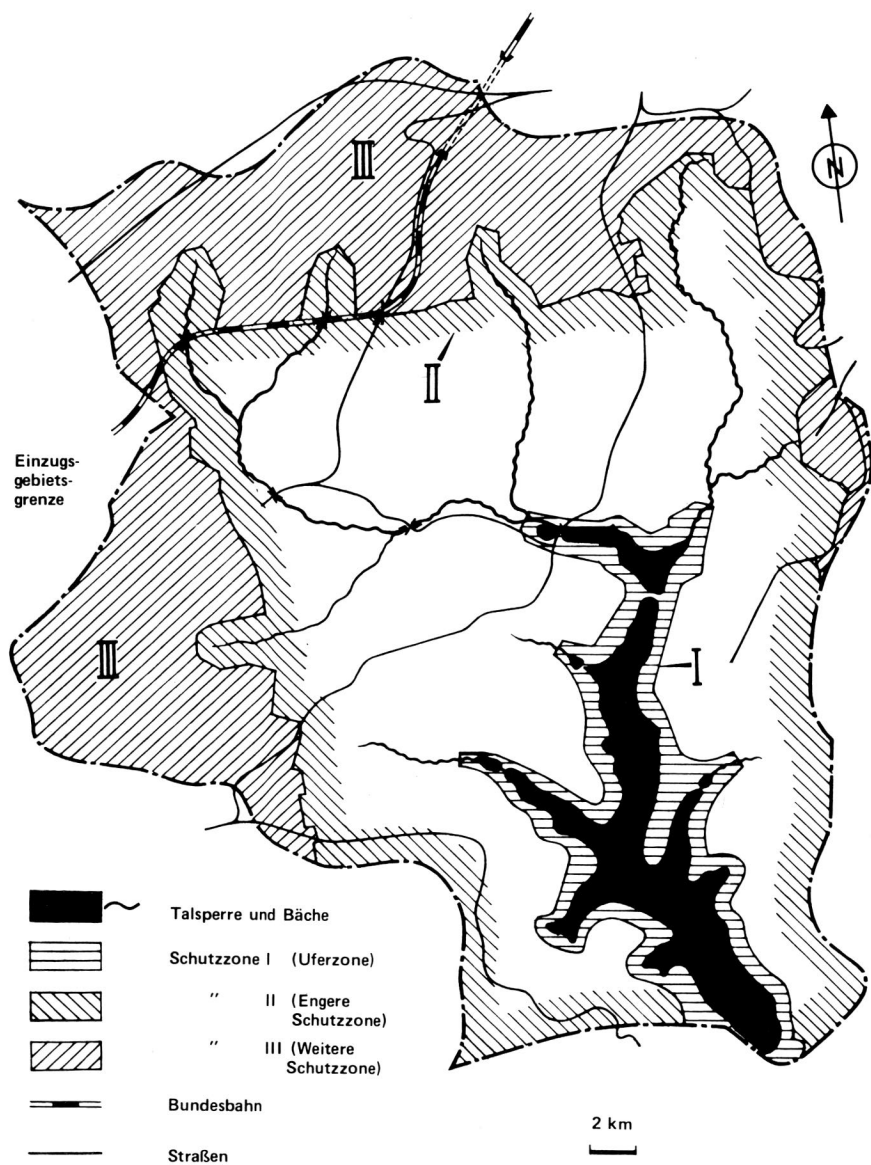 III
N
II
Einzugs-
gebiets-
grenze
III
I
Talsperre und Bäche
Schutzzone I (Uferzone)
" II (Engere
Schutzzone)
" III (Weitere
Schutzzone)
Bundesbahn
Straßen
2 km